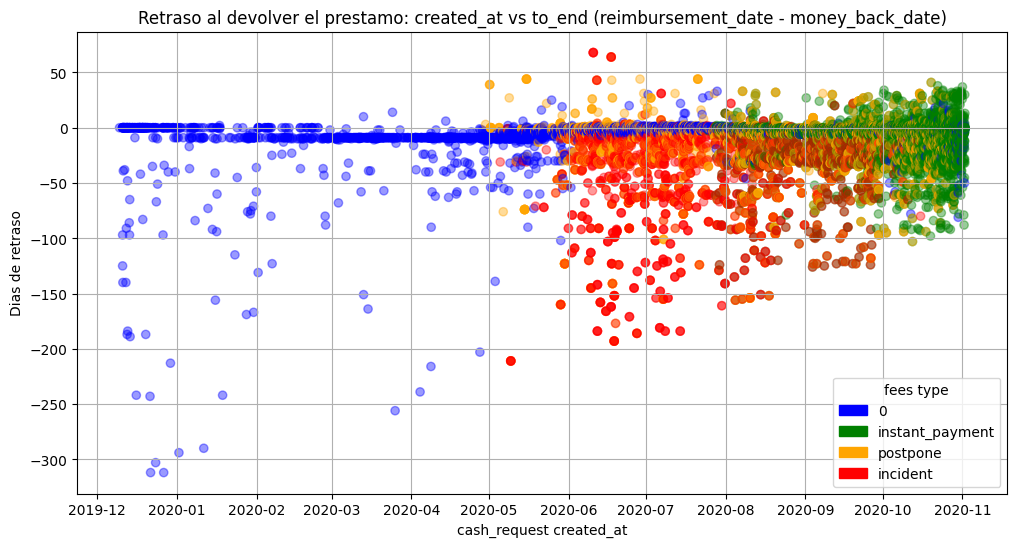 Retraso al devolver el prestamo: created_at vs to_end (reimbursement_date - money_back_date)
Dias de retraso
50
0
−50
−100
−150
−200
−250
−300
2019-12 2020-01 2020-02 2020-03 2020-04 2020-05 2020-06 2020-07 2020-08 2020-09 2020-10 2020-11
cash_request created_at
fees type
0
instant_payment
postpone
incident